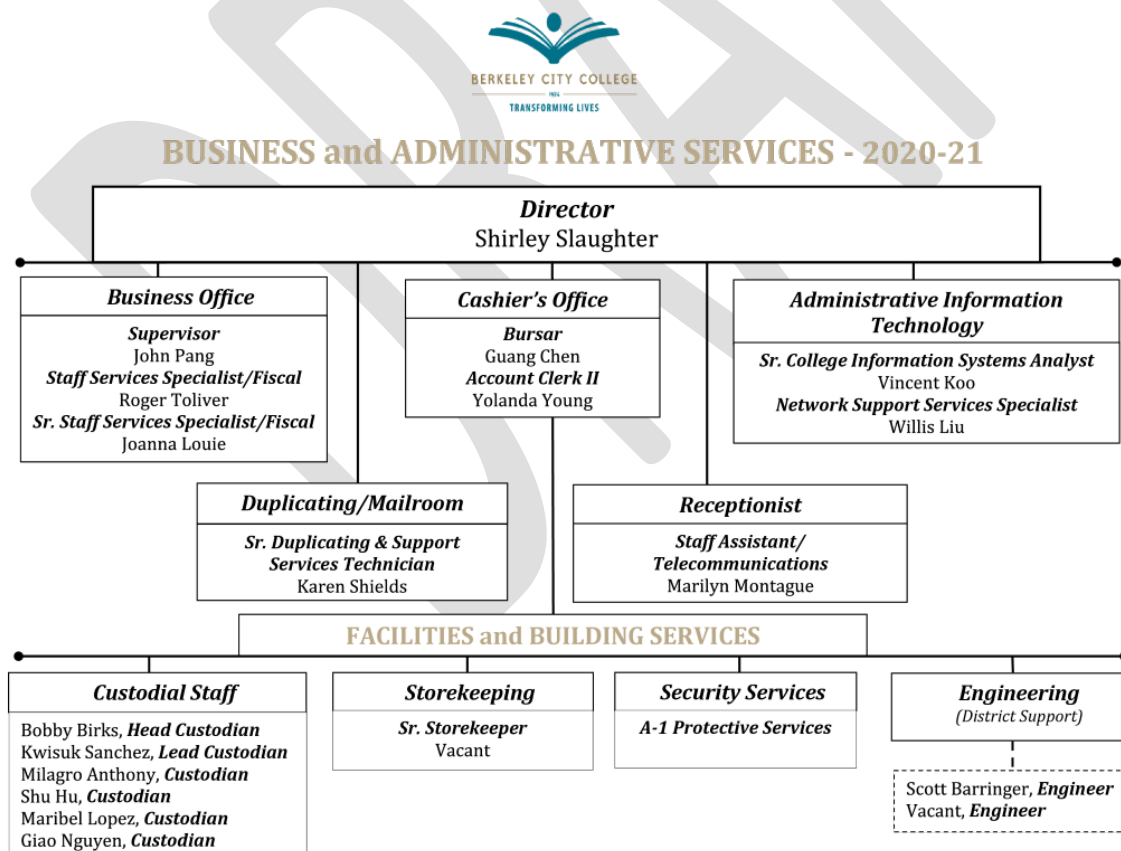 DRAFT
BERKELEY CITY COLLEGE
TRANSFORMING LIVES
BUSINESS and ADMINISTRATIVE SERVICES - 2020-21
Director
Shirley Slaughter
Business Office
Supervisor
John Pang
Staff Services Specialist/Fiscal
Roger Toliver
Sr. Staff Services Specialist/Fiscal
Joanna Louie
Cashier's Office
Bursar
Guang Chen
Account Clerk II
Yolanda Young
Administrative Information
Technology
Sr. College Information Systems Analyst
Vincent Koo
Network Support Services Specialist
Willis Liu
Duplicating/Mailroom
Sr. Duplicating & Support
Services Technician
Karen Shields
Receptionist
Staff Assistant/
Telecommunications
Marilyn Montague
FACILITIES and BUILDING SERVICES
Custodial Staff
Bobby Birks, Head Custodian
Kwisuk Sanchez, Lead Custodian
Milagro Anthony, Custodian
Shu Hu, Custodian
Maribel Lopez, Custodian
Giao Nguyen, Custodian
Storekeeping
Sr. Storekeeper
Vacant
Security Services
A-1 Protective Services
Engineering
(District Support)
Scott Barringer, Engineer
Vacant, Engineer